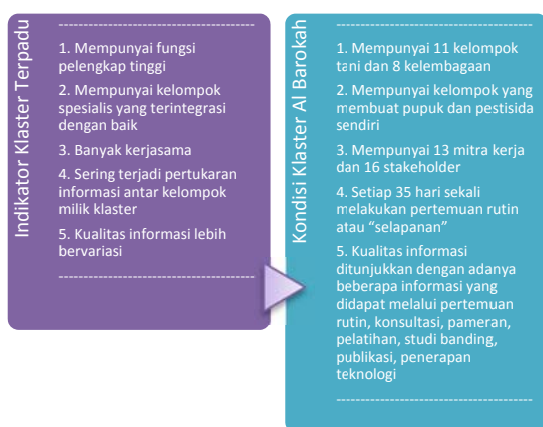 Indikator Klaster Terpadu
----------------------------------------
1. Mempunyai fungsi
pelengkap tinggi
2. Mempunyai kelompok
spesialis yang terintegrasi
dengan baik
3. Banyak kerjasama
4. Sering terjadi pertukaran
informasi antar kelompok
milik klaster
5. Kualitas informasi lebih
bervariasi
----------------------------------------
Kondisi Klaster Al Barokah
----------------------------------------
1. Mempunyai 11 kelompok
tani dan 8 kelembagaan
2. Mempunyai kelompok yang
membuat pupuk dan pestisida
sendiri
3. Mempunyai 13 mitra kerja
dan 16 stakeholder
4. Setiap 35 hari sekali
melakukan pertemuan rutin
atau “selapanan”
5. Kualitas informasi
ditunjukkan dengan adanya
beberapa informasi yang
didapat melalui pertemuan
rutin, konsultasi, pameran,
pelatihan, studi banding,
publikasi, penerapan
teknologi
----------------------------------------